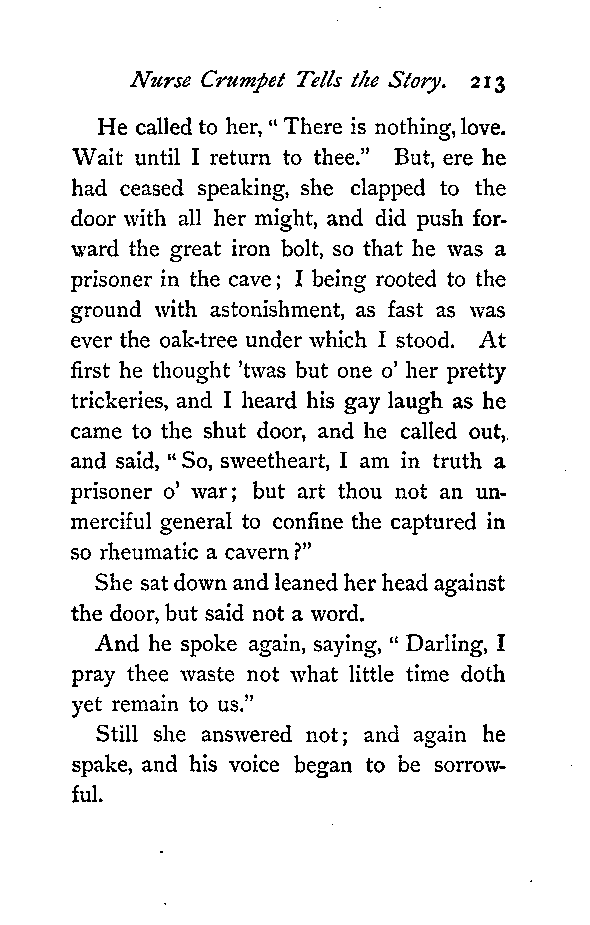 Nurse Crumpet Tells the Story. 213
He called to her, “ There is nothing, love.
Wait until I return to thee.” But, ere he
had ceased speaking, she clapped to the
door with all her might, and did push for-
ward the great iron bolt, so that he was a
prisoner in the cave ; I being rooted to the
ground with astonishment, as fast as was
ever the oak-tree under which I stood. At
first he thought ’twas but one o’ her pretty
trickeries, and I heard his gay laugh as he
came to the shut door, and he called out,
and said, “ So, sweetheart, I am in truth a
prisoner o’ war ; but art thou not an un-
merciful general to confine the captured in
so rheumatic a cavern ?”
She sat down and leaned her head against
the door, but said not a word.
And he spoke again, saying, “ Darling, I
pray thee waste not what little time doth
yet remain to us.”
Still she answered not ; and again he
spake, and his voice began to be sorrow-
ful.